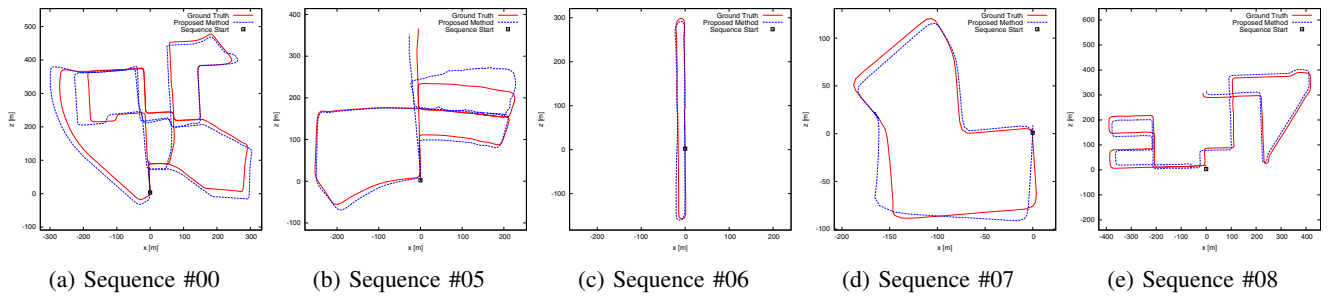 Ground Truth
Proposed Method
Sequence Start
z [m]
500
400
300
200
100
0
-100
-300 -200 -100 0 100 200 300
x [m]
(a) Sequence #00
Ground Truth
Proposed Method
Sequence Start
z [m]
400
300
200
100
0
-100
-200 -100 0 100 200
x [m]
(b) Sequence #05
Ground Truth
Proposed Method
Sequence Start
z [m]
300
200
100
0
-100
-100 0 100
x [m]
(c) Sequence #06
Ground Truth
Proposed Method
Sequence Start
z [m]
100
50
0
-50
-100
-200 -150 -100 -50 0
x [m]
(d) Sequence #07
Ground Truth
Proposed Method
Sequence Start
z [m]
600
500
400
300
200
100
0
-100
-200
-400 -300 -200 -100 0 100 200 300 400
x [m]
(e) Sequence #08